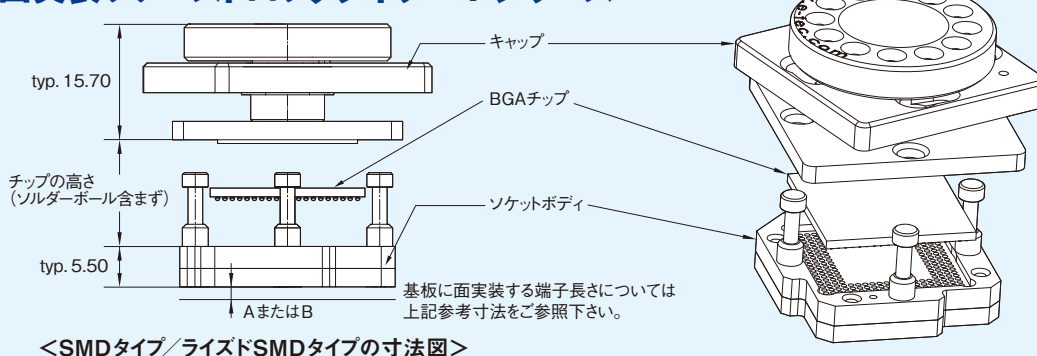 キャップ
e-tec.com
typ. 15.70
BGAチップ
チップの高さ
（ソルダーボール含まず）
ソケットボディ
typ. 5.50
AまたはB
基板に面実装する端子長さについては
上記参考寸法をご参照下さい。
＜SMDタイプ／ライズドSMDタイプの寸法図＞